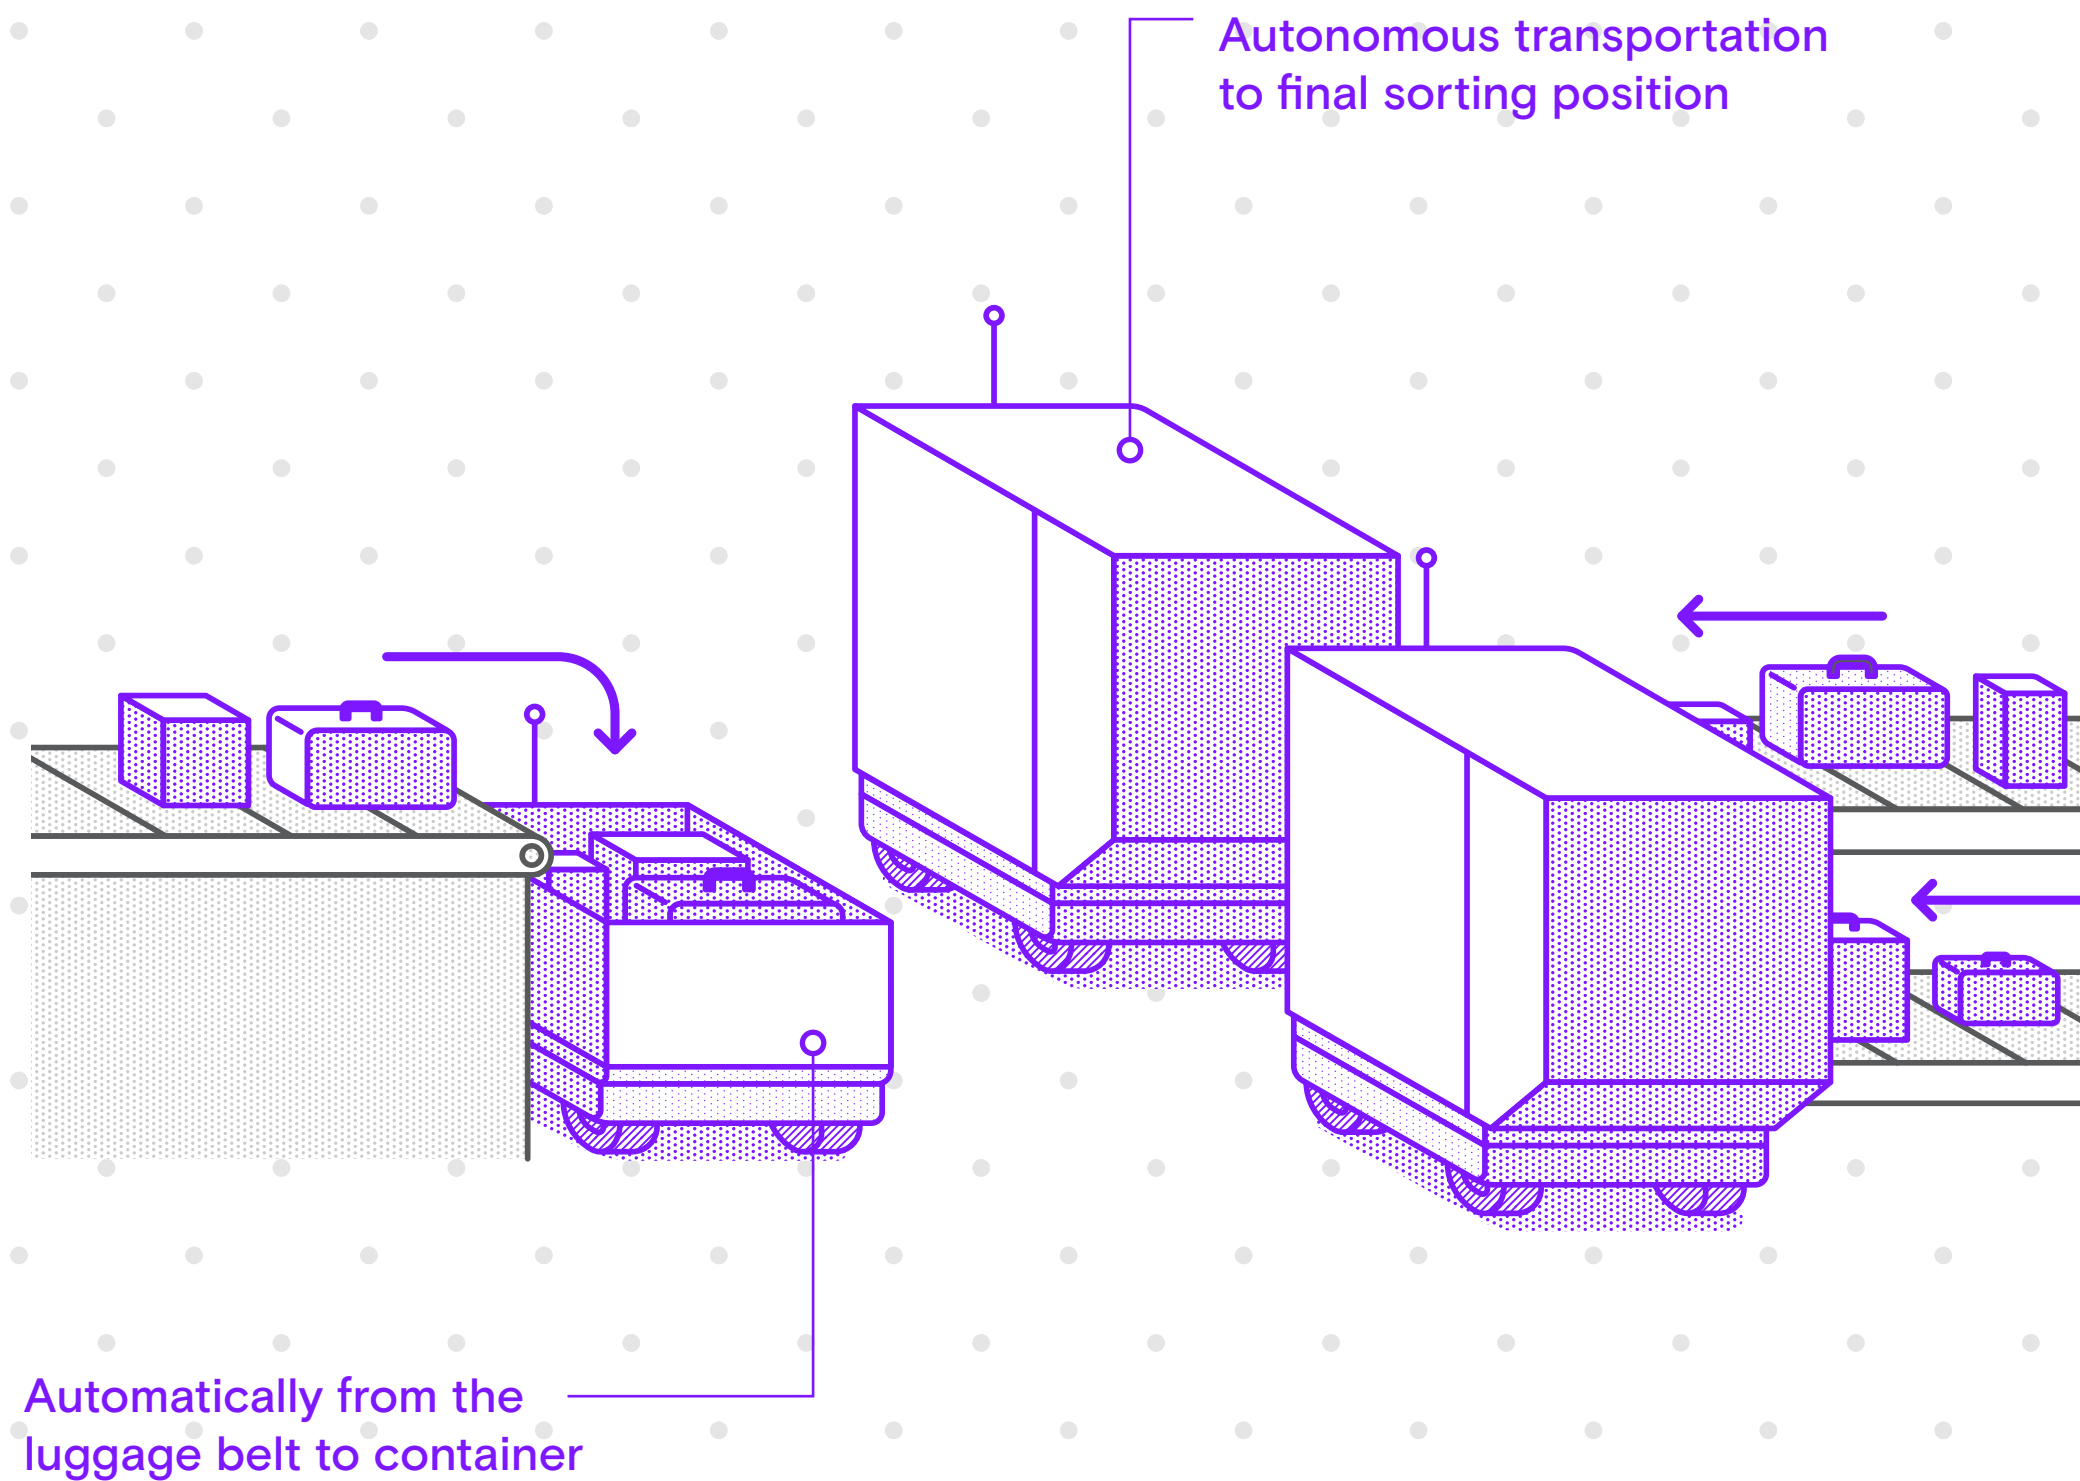 Autonomous transportation
to final sorting position
Automatically from the
luggage belt to container